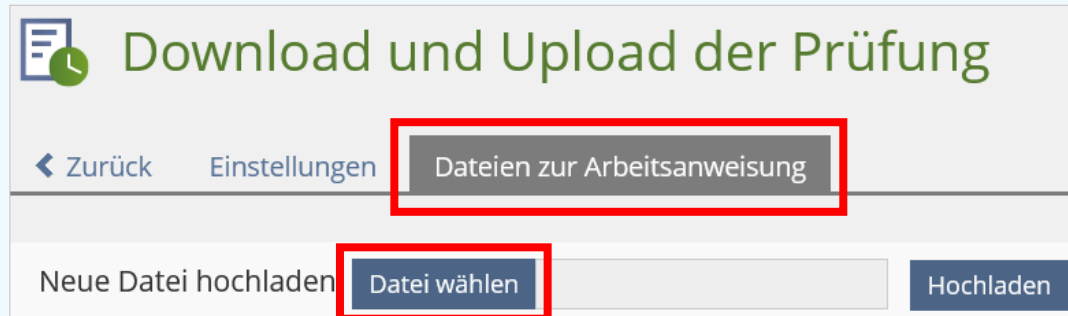 Download und Upload der Prüfung
Zurück Einstellungen Dateien zur Arbeitsanweisung
Neue Datei hochladen Datei wählen Hochladen